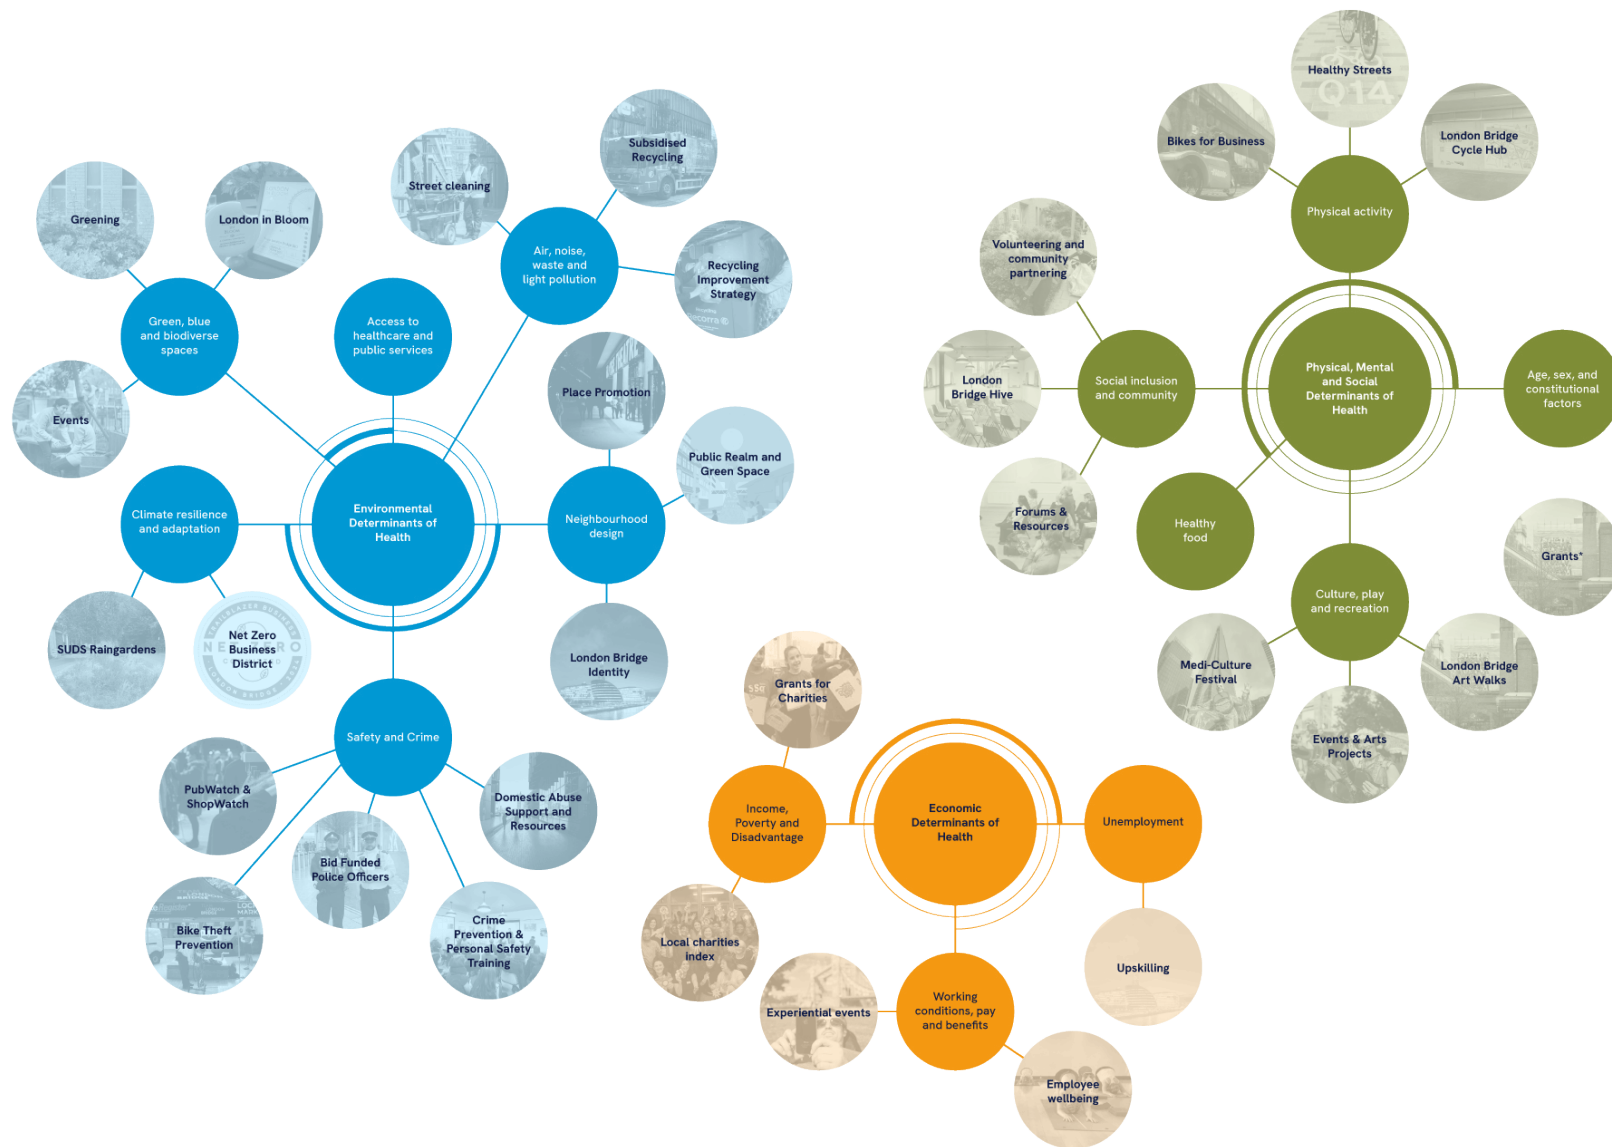 Greening
London in Bloom
Events
Green, blue
and biodiverse
spaces
Street cleaning
Subsidised
Recycling
Recycling
Improvement
Strategy
Air, noise,
waste and
light pollution
Access to
healthcare and
public services
Place Promotion
Public Realm and
Green Space
Neighbourhood
design
London Bridge
Identity
Environmental
Determinants of
Health
Climate resilience
and adaptation
SUDS Raingardens
TRAILBLAZER BUSINESS
NET ZERO
Net Zero
Business
District
LONDON BRIDGE
Safety and Crime
PubWatch &
ShopWatch
Bike Theft
Prevention
Bid Funded
Police Officers
Crime
Prevention &
Personal Safety
Training
Domestic Abuse
Support and
Resources
Grants for
Charities
Income,
Poverty and
Disadvantage
Local charities
index
Economic
Determinants of
Health
Unemployment
Upskilling
Working
conditions, pay
and benefits
Experiential events
Employee
wellbeing
Healthy Streets
Q14
Bikes for Business
London Bridge
Cycle Hub
Physical activity
Volunteering and
community
partnering
London
Bridge Hive
Forums &
Resources
Social inclusion
and community
Physical, Mental
and Social
Determinants of
Health
Age, sex, and
constitutional
factors
Healthy
food
Culture, play
and recreation
Grants*
Medi-Culture
Festival
Events & Arts
Projects
London Bridge
Art Walks